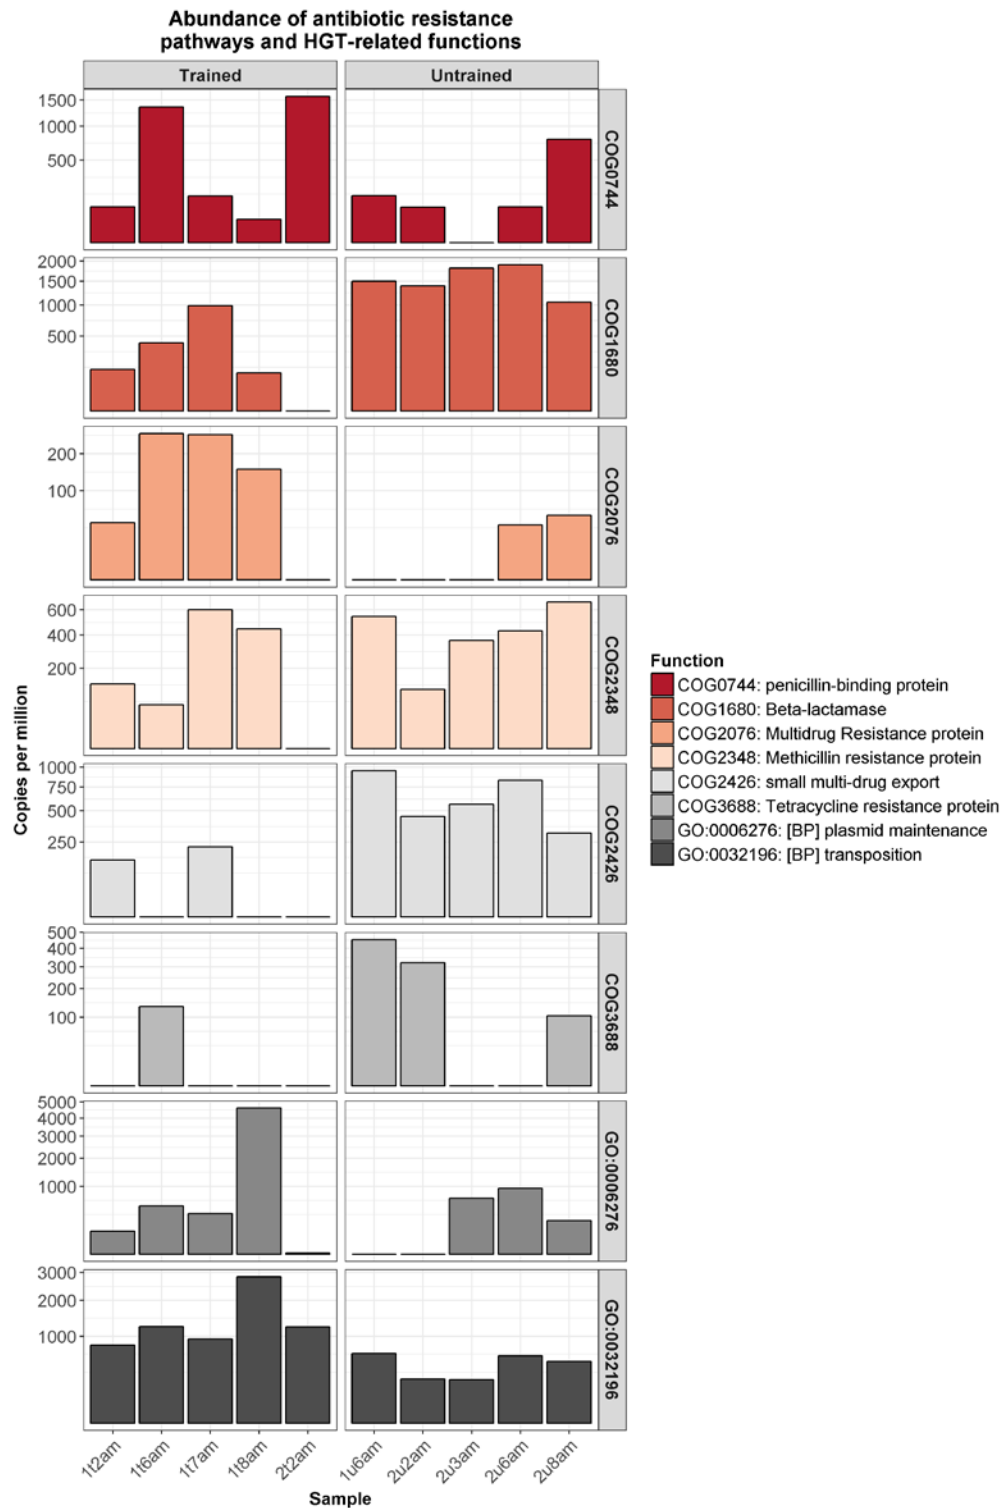 Abundance of antibiotic resistance
pathways and HGT-related functions
Trained
Untrained
1500
1000
500
COG0744
2000
1500
1000
500
COG1680
200
100
COG2076
600
400
200
COG2348
1000
750
500
250
COG2426
500
400
300
200
100
COG3688
5000
4000
3000
2000
1000
GO:0006276
3000
2000
1000
GO:0032196
Copies per million
1t2am
1t6am
1t7am
1t8am
2t2am
1u6am
2u2am
2u3am
2u6am
2u8am
Sample
Function
COG0744: penicillin-binding protein
COG1680: Beta-lactamase
COG2076: Multidrug Resistance protein
COG2348: Methicillin resistance protein
COG2426: small multi-drug export
COG3688: Tetracycline resistance protein
GO:0006276: [BP] plasmid maintenance
GO:0032196: [BP] transposition